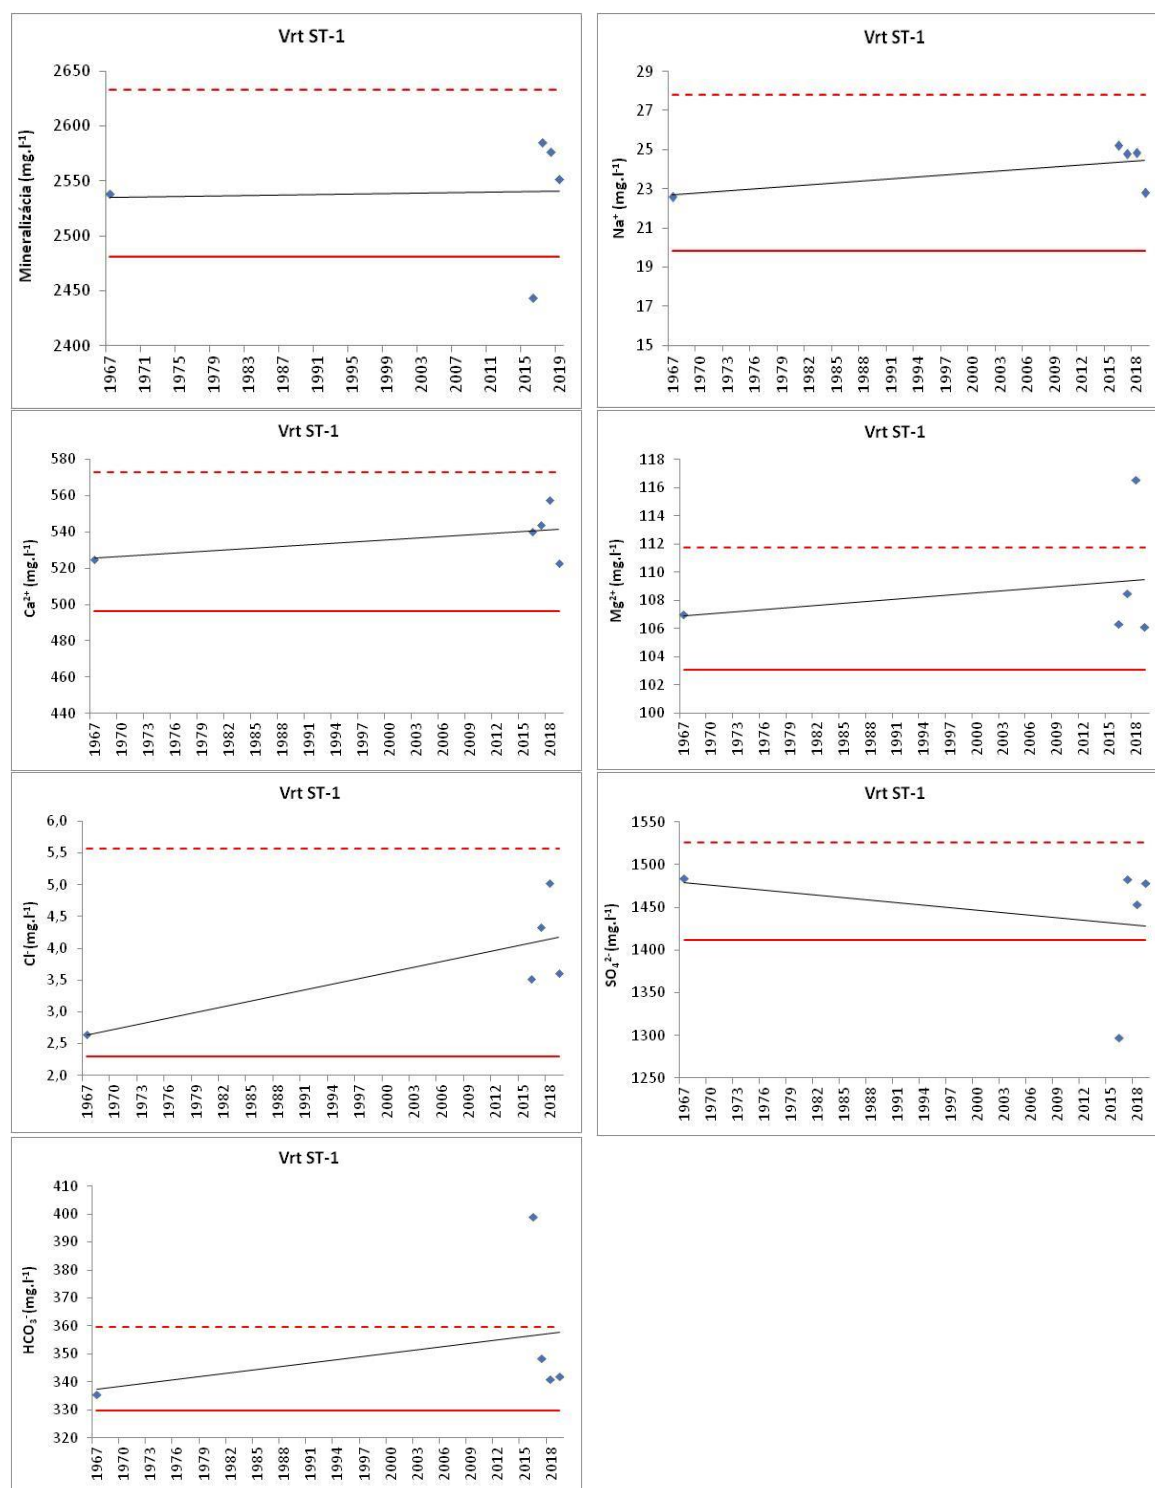 Vrt ST-1
Mineralizácia (mg.l-1)
2650
2600
2550
2500
2450
2400
1967 1971 1975 1979 1983 1987 1991 1995 1999 2003 2007 2011 2015 2019
Vrt ST-1
Na+ (mg.l-1)
29
27
25
23
21
19
17
15
1967 1970 1973 1976 1979 1982 1985 1988 1991 1994 1997 2000 2003 2006 2009 2012 2015 2018
Vrt ST-1
Ca2+ (mg.l-1)
580
560
540
520
500
480
460
440
1967 1970 1973 1976 1979 1982 1985 1988 1991 1994 1997 2000 2003 2006 2009 2012 2015 2018
Vrt ST-1
Mg2+ (mg.l-1)
118
116
114
112
110
108
106
104
102
100
1967 1970 1973 1976 1979 1982 1985 1988 1991 1994 1997 2000 2003 2006 2009 2012 2015 2018
Vrt ST-1
Cl- (mg.l-1)
6,0
5,5
5,0
4,5
4,0
3,5
3,0
2,5
2,0
1967 1970 1973 1976 1979 1982 1985 1988 1991 1994 1997 2000 2003 2006 2009 2012 2015 2018
Vrt ST-1
SO42- (mg.l-1)
1550
1500
1450
1400
1350
1300
1250
1967 1970 1973 1976 1979 1982 1985 1988 1991 1994 1997 2000 2003 2006 2009 2012 2015 2018
Vrt ST-1
HCO3- (mg.l-1)
410
400
390
380
370
360
350
340
330
320
1967 1970 1973 1976 1979 1982 1985 1988 1991 1994 1997 2000 2003 2006 2009 2012 2015 2018